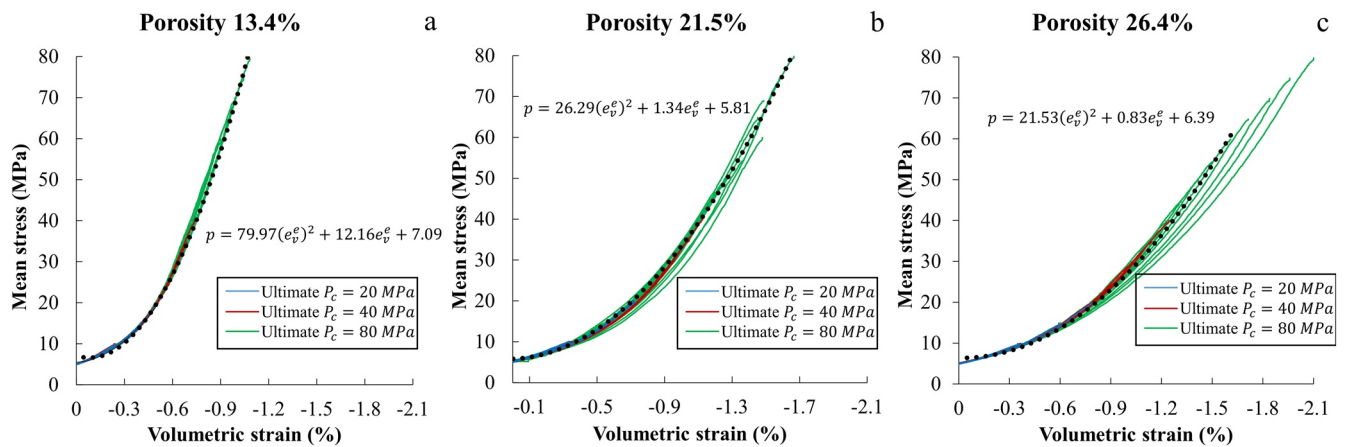 Porosity 13.4%
a
Mean stress (MPa)
80
70
60
50
40
30
20
10
0
p = 79.97(e_v^e)² + 12.16e_v^e + 7.09
Ultimate P_c = 20 MPa
Ultimate P_c = 40 MPa
Ultimate P_c = 80 MPa
0 -0.3 -0.6 -0.9 -1.2 -1.5 -1.8 -2.1
Volumetric strain (%)
Porosity 21.5%
b
Mean stress (MPa)
80
70
60
50
40
30
20
10
0
p = 26.29(e_v^e)² + 1.34e_v^e + 5.81
Ultimate P_c = 20 MPa
Ultimate P_c = 40 MPa
Ultimate P_c = 80 MPa
-0.1 -0.5 -0.9 -1.3 -1.7 -2.1
Volumetric strain (%)
Porosity 26.4%
c
Mean stress (MPa)
80
70
60
50
40
30
20
10
0
p = 21.53(e_v^e)² + 0.83e_v^e + 6.39
Ultimate P_c = 20 MPa
Ultimate P_c = 40 MPa
Ultimate P_c = 80 MPa
0 -0.3 -0.6 -0.9 -1.2 -1.5 -1.8 -2.1
Volumetric strain (%)